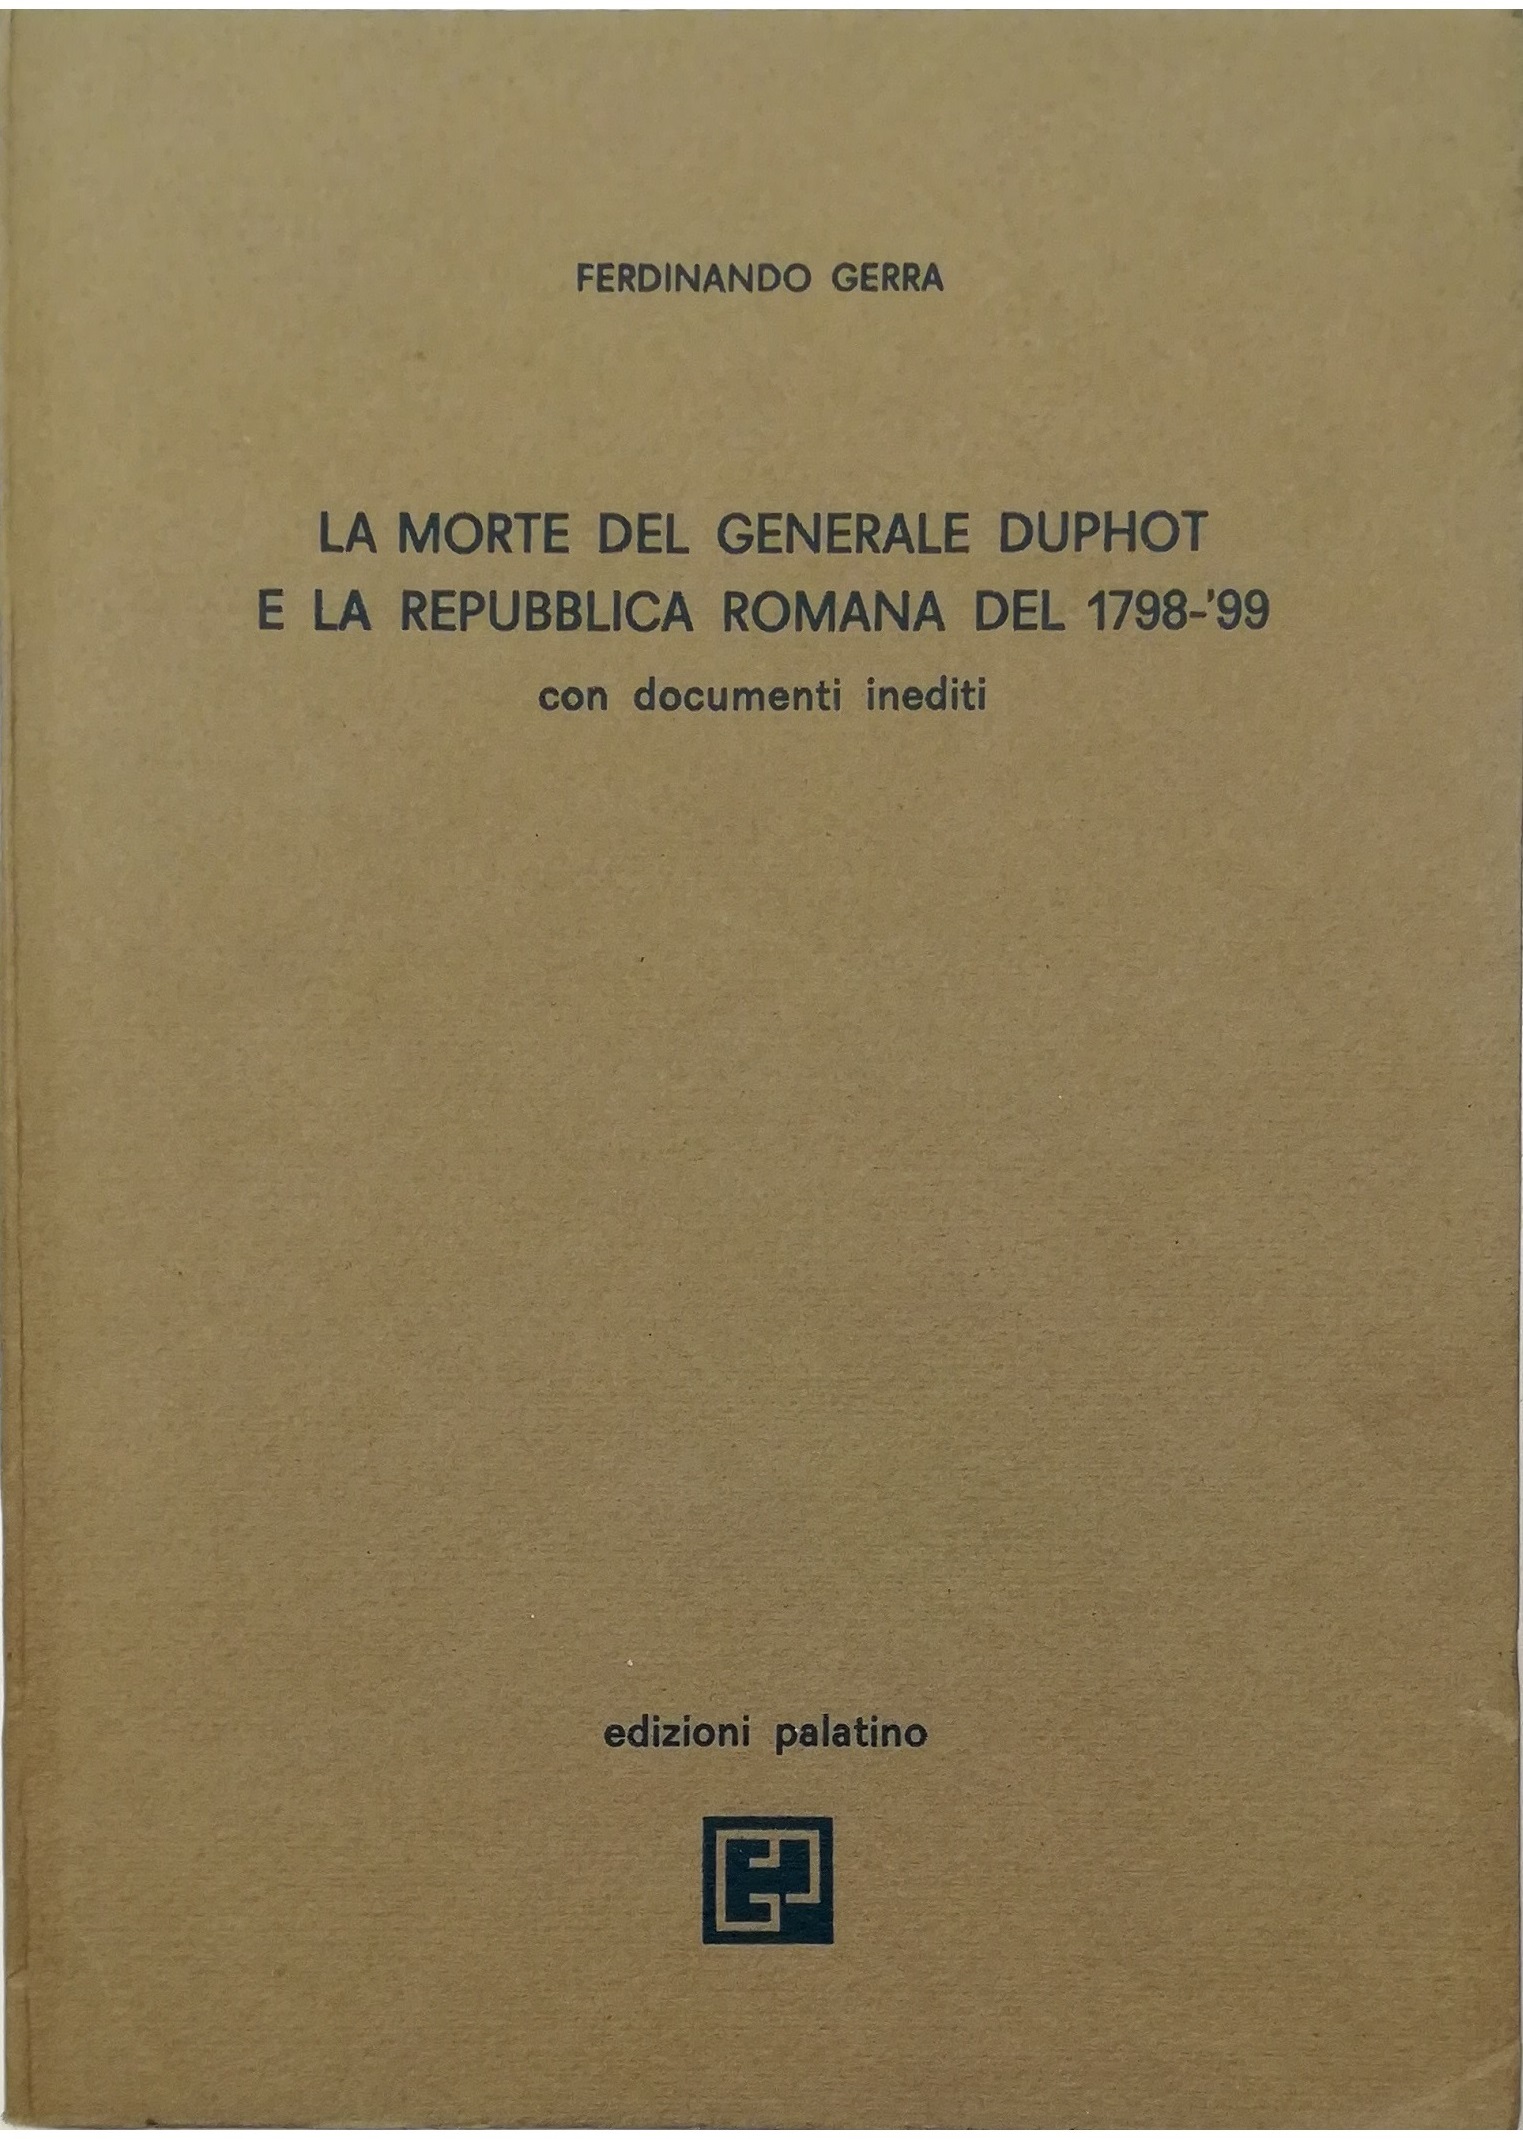 FERDINANDO GERRA
LA MORTE DEL GENERALE DUPHOT
E LA REPUBBLICA ROMANA DEL 1798-'99
con documenti inediti
edizioni palatino